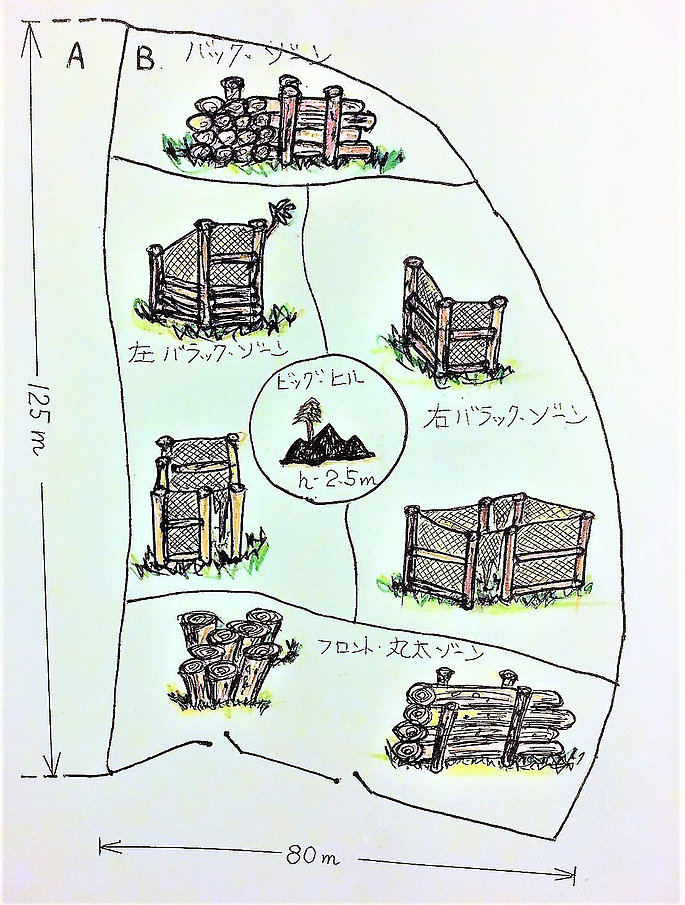 A
B
バック・ゾーン
左バラック・ゾーン
ビッグ・ヒル
h-2.5m
右バラック・ゾーン
125m
フロント・丸太・ゾーン
80m